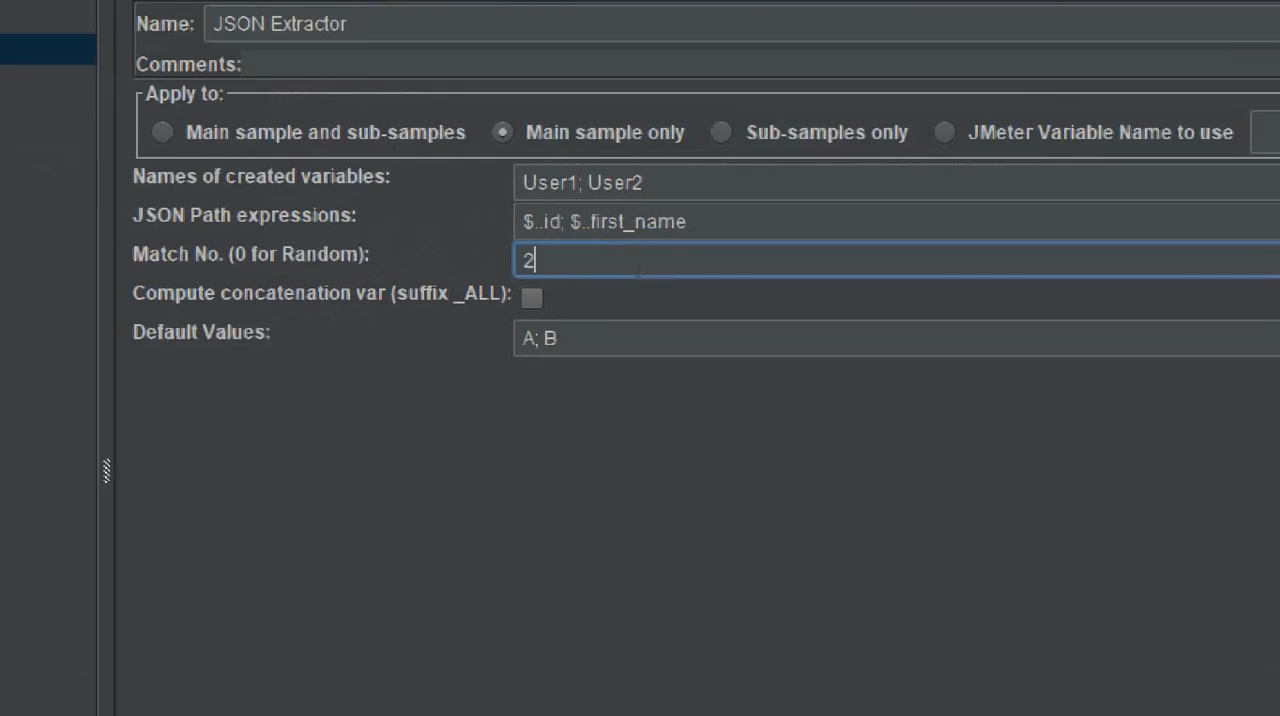 Name: JSON Extractor
Comments:
Apply to:
Main sample and sub-samples Main sample only Sub-samples only JMeter Variable Name to use
Names of created variables: User1; User2
JSON Path expressions: $..id; $..first_name
Match No. (0 for Random): 2
Compute concatenation var (suffix _ALL):
Default Values: A; B